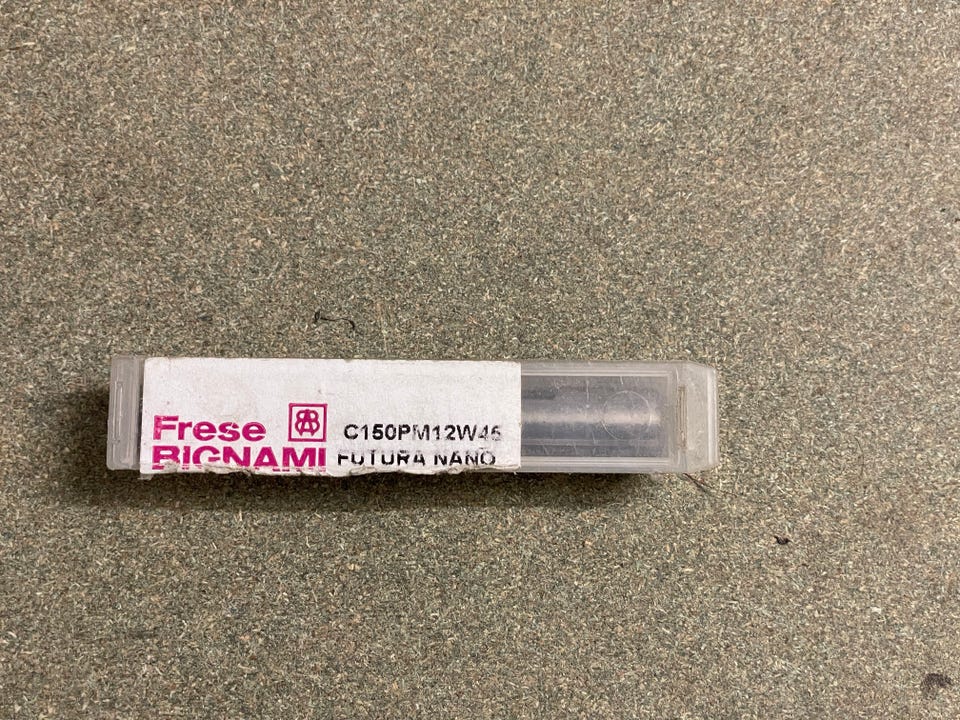 Frese
BIGNAMI
C150PM12W45
FUTURA NANO